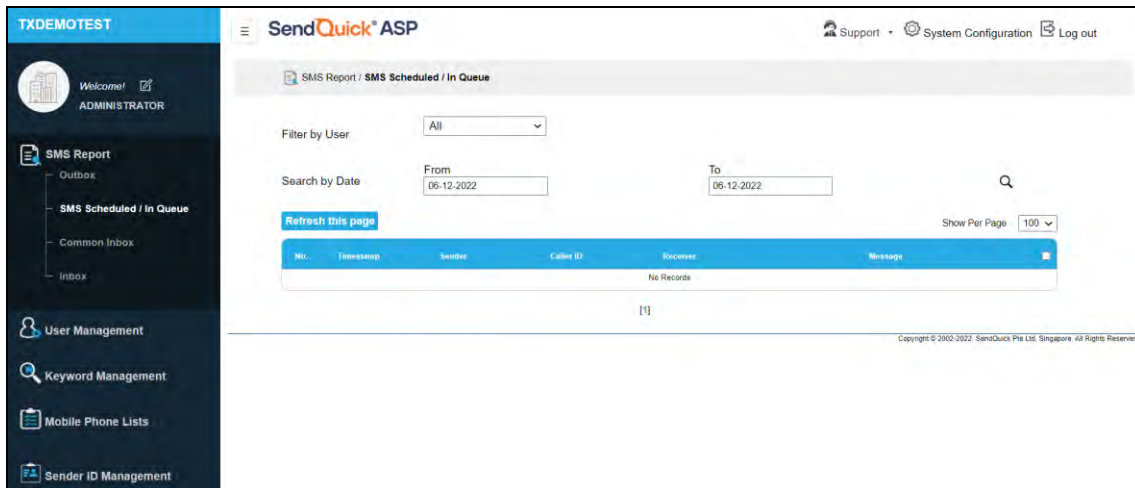 TXDEMOTEST
Welcome!
ADMINISTRATOR
SMS Report
Outbox
SMS Scheduled / In Queue
Common Inbox
Inbox
User Management
Keyword Management
Mobile Phone Lists
Sender ID Management
SendQuick ASP
Support
System Configuration
Log out
SMS Report / SMS Scheduled / In Queue
Filter by User
All
Search by Date
From
06-12-2022
To
06-12-2022
Refresh this page
Show Per Page
100
No. Timestamp Sender Caller ID Receiver Message
No Records
[1]
Copyright © 2002-2022. SendQuick Pte Ltd, Singapore. All Rights Reserve